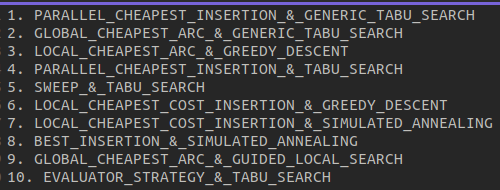 1. PARALLEL_CHEAPEST_INSERTION_&_GENERIC_TABU_SEARCH
2. GLOBAL_CHEAPEST_ARC_&_GENERIC_TABU_SEARCH
3. LOCAL_CHEAPEST_ARC_&_GREEDY_DESCENT
4. PARALLEL_CHEAPEST_INSERTION_&_TABU_SEARCH
5. SWEEP_&_TABU_SEARCH
6. LOCAL_CHEAPEST_COST_INSERTION_&_GREEDY_DESCENT
7. LOCAL_CHEAPEST_COST_INSERTION_&_SIMULATED_ANNEALING
8. BEST_INSERTION_&_SIMULATED_ANNEALING
9. GLOBAL_CHEAPEST_ARC_&_GUIDED_LOCAL_SEARCH
10. EVALUATOR_STRATEGY_&_TABU_SEARCH